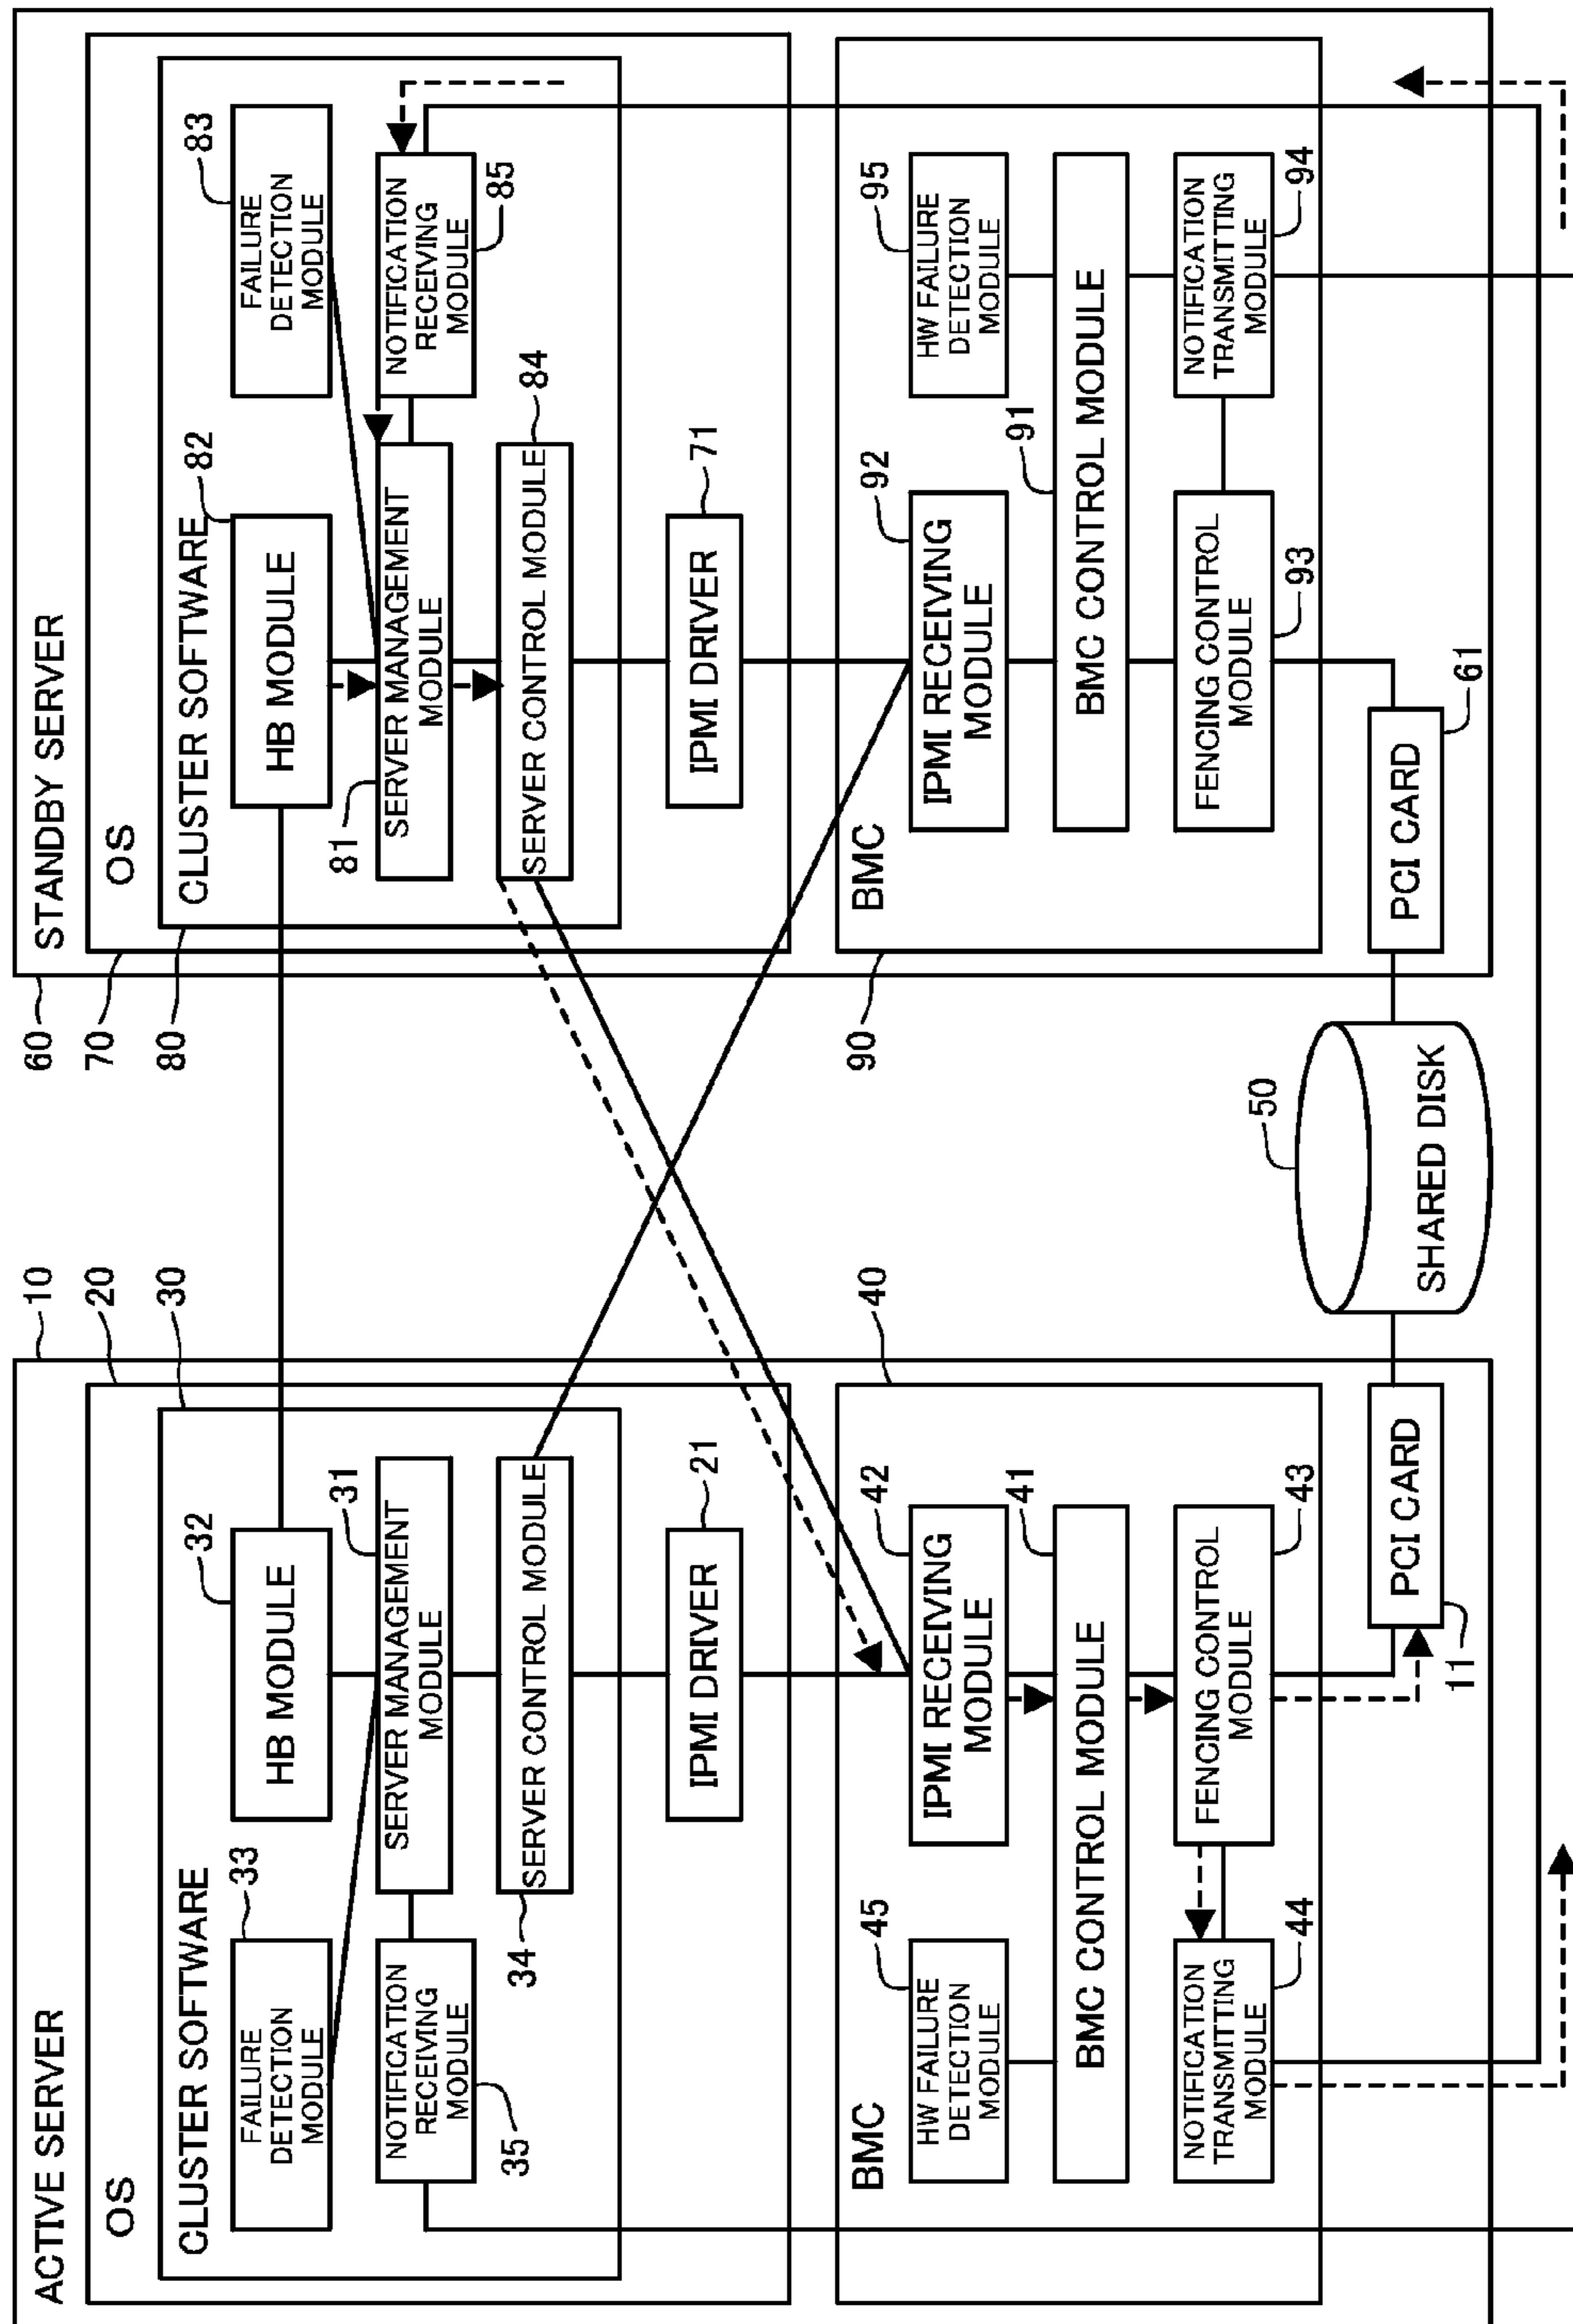 ACTIVE SERVER
10
OS
20
CLUSTER SOFTWARE
30
FAILURE
DETECTION
MODULE
33
HB MODULE
32
NOTIFICATION
RECEIVING
MODULE
35
SERVER MANAGEMENT
MODULE
31
SERVER CONTROL MODULE
34
IPMI DRIVER
21
BMC
40
HW FAILURE
DETECTION
MODULE
45
IPMI RECEIVING
MODULE
42
BMC CONTROL MODULE
41
NOTIFICATION
TRANSMITTING
MODULE
44
FENCING CONTROL
MODULE
43
PCI CARD
11
SHARED DISK
50
STANDBY SERVER
60
OS
70
CLUSTER SOFTWARE
80
HB MODULE
82
FAILURE
DETECTION
MODULE
83
SERVER MANAGEMENT
MODULE
81
NOTIFICATION
RECEIVING
MODULE
85
SERVER CONTROL MODULE
84
IPMI DRIVER
71
BMC
90
IPMI RECEIVING
MODULE
92
HW FAILURE
DETECTION
MODULE
95
BMC CONTROL MODULE
91
FENCING CONTROL
MODULE
93
NOTIFICATION
TRANSMITTING
MODULE
94
PCI CARD
61